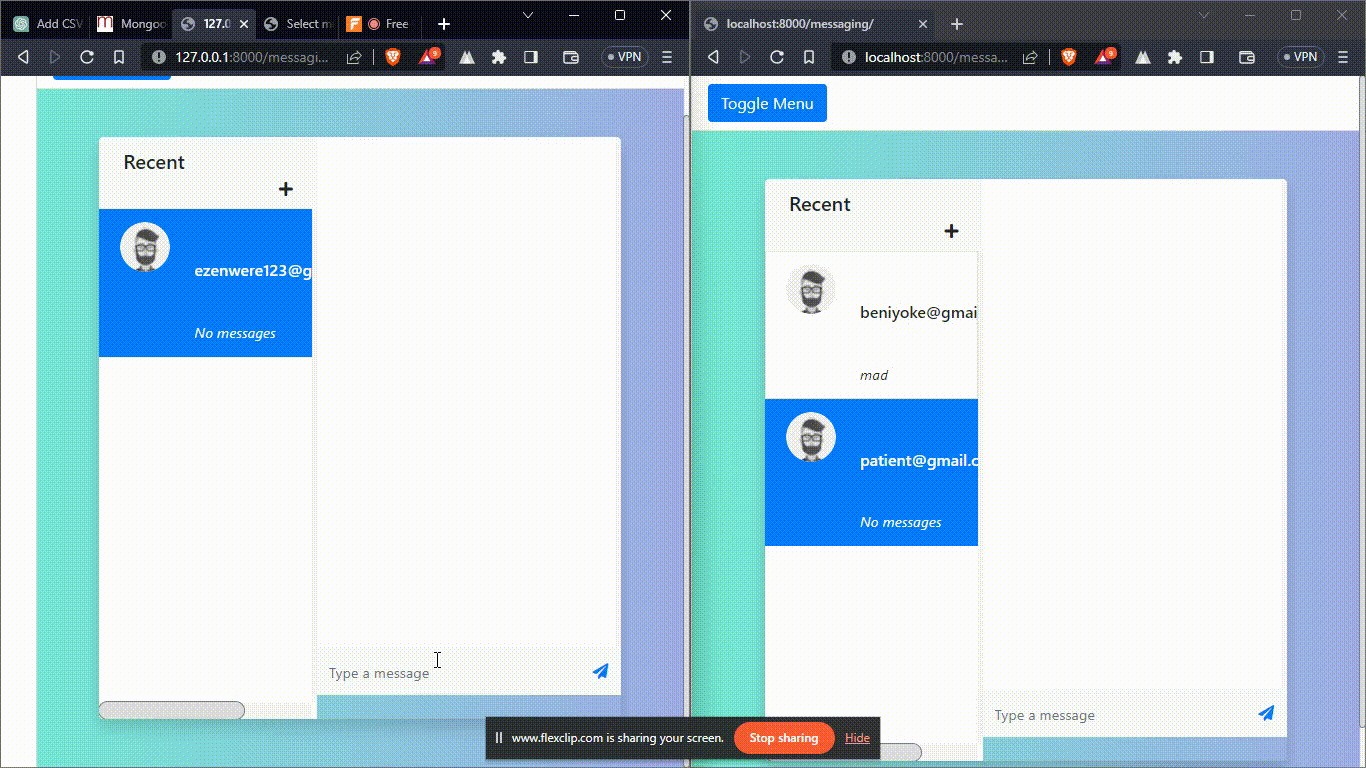 Add CSV
Mongoo
127.0
Select m
Free
127.0.0.1:8000/messagi...
9
VPN
Recent
ezenwere123@g
No messages
Type a message
localhost:8000/messaging/
localhost:8000/messa...
9
VPN
Toggle Menu
Recent
beniyoke@gmai
mad
patient@gmail.c
No messages
Type a message
www.flexclip.com is sharing your screen.
Stop sharing
Hide